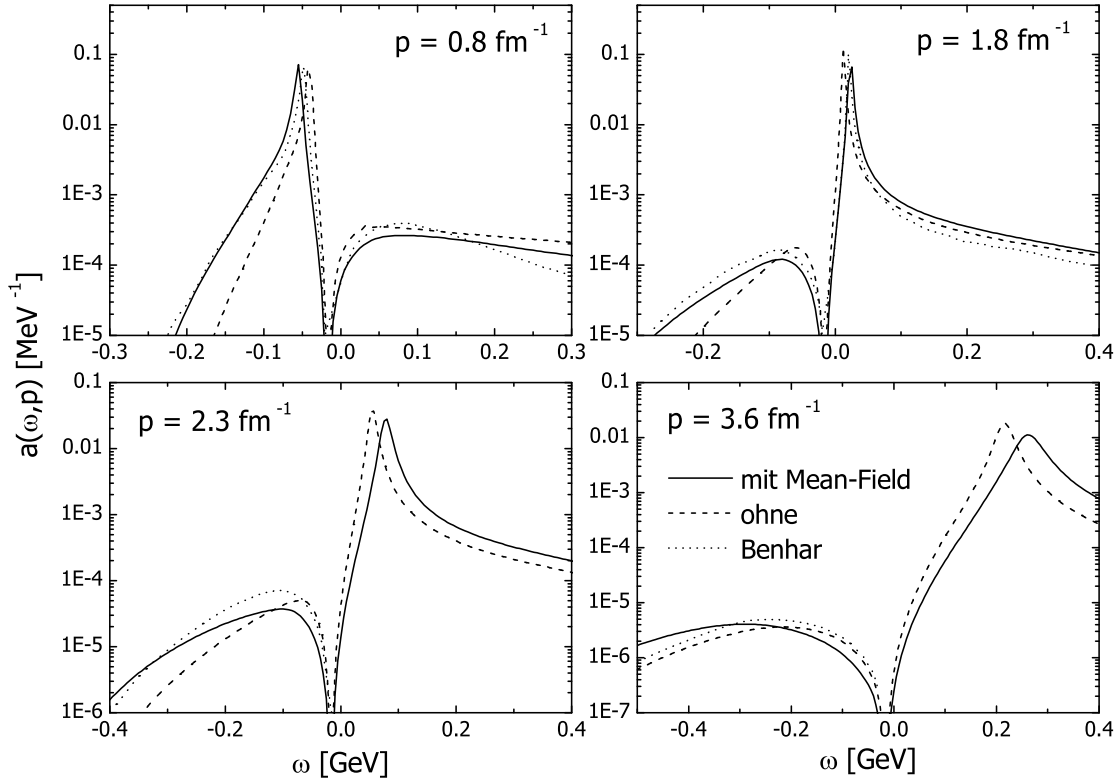 p = 0.8 fm⁻¹
0.1
0.01
1E-3
1E-4
1E-5
-0.3 -0.2 -0.1 0.0 0.1 0.2 0.3
p = 1.8 fm⁻¹
0.1
0.01
1E-3
1E-4
1E-5
-0.2 0.0 0.2 0.4
a(ω,p) [MeV⁻¹]
p = 2.3 fm⁻¹
0.1
0.01
1E-3
1E-4
1E-5
1E-6
-0.4 -0.2 0.0 0.2 0.4
ω [GeV]
p = 3.6 fm⁻¹
mit Mean-Field
ohne
Benhar
0.1
0.01
1E-3
1E-4
1E-5
1E-6
1E-7
-0.4 -0.2 0.0 0.2 0.4
ω [GeV]